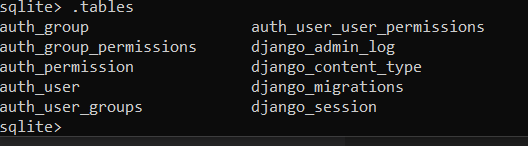 sqlite> .tables
auth_group auth_user_user_permissions
auth_group_permissions django_admin_log
auth_permission django_content_type
auth_user django_migrations
auth_user_groups django_session
sqlite>